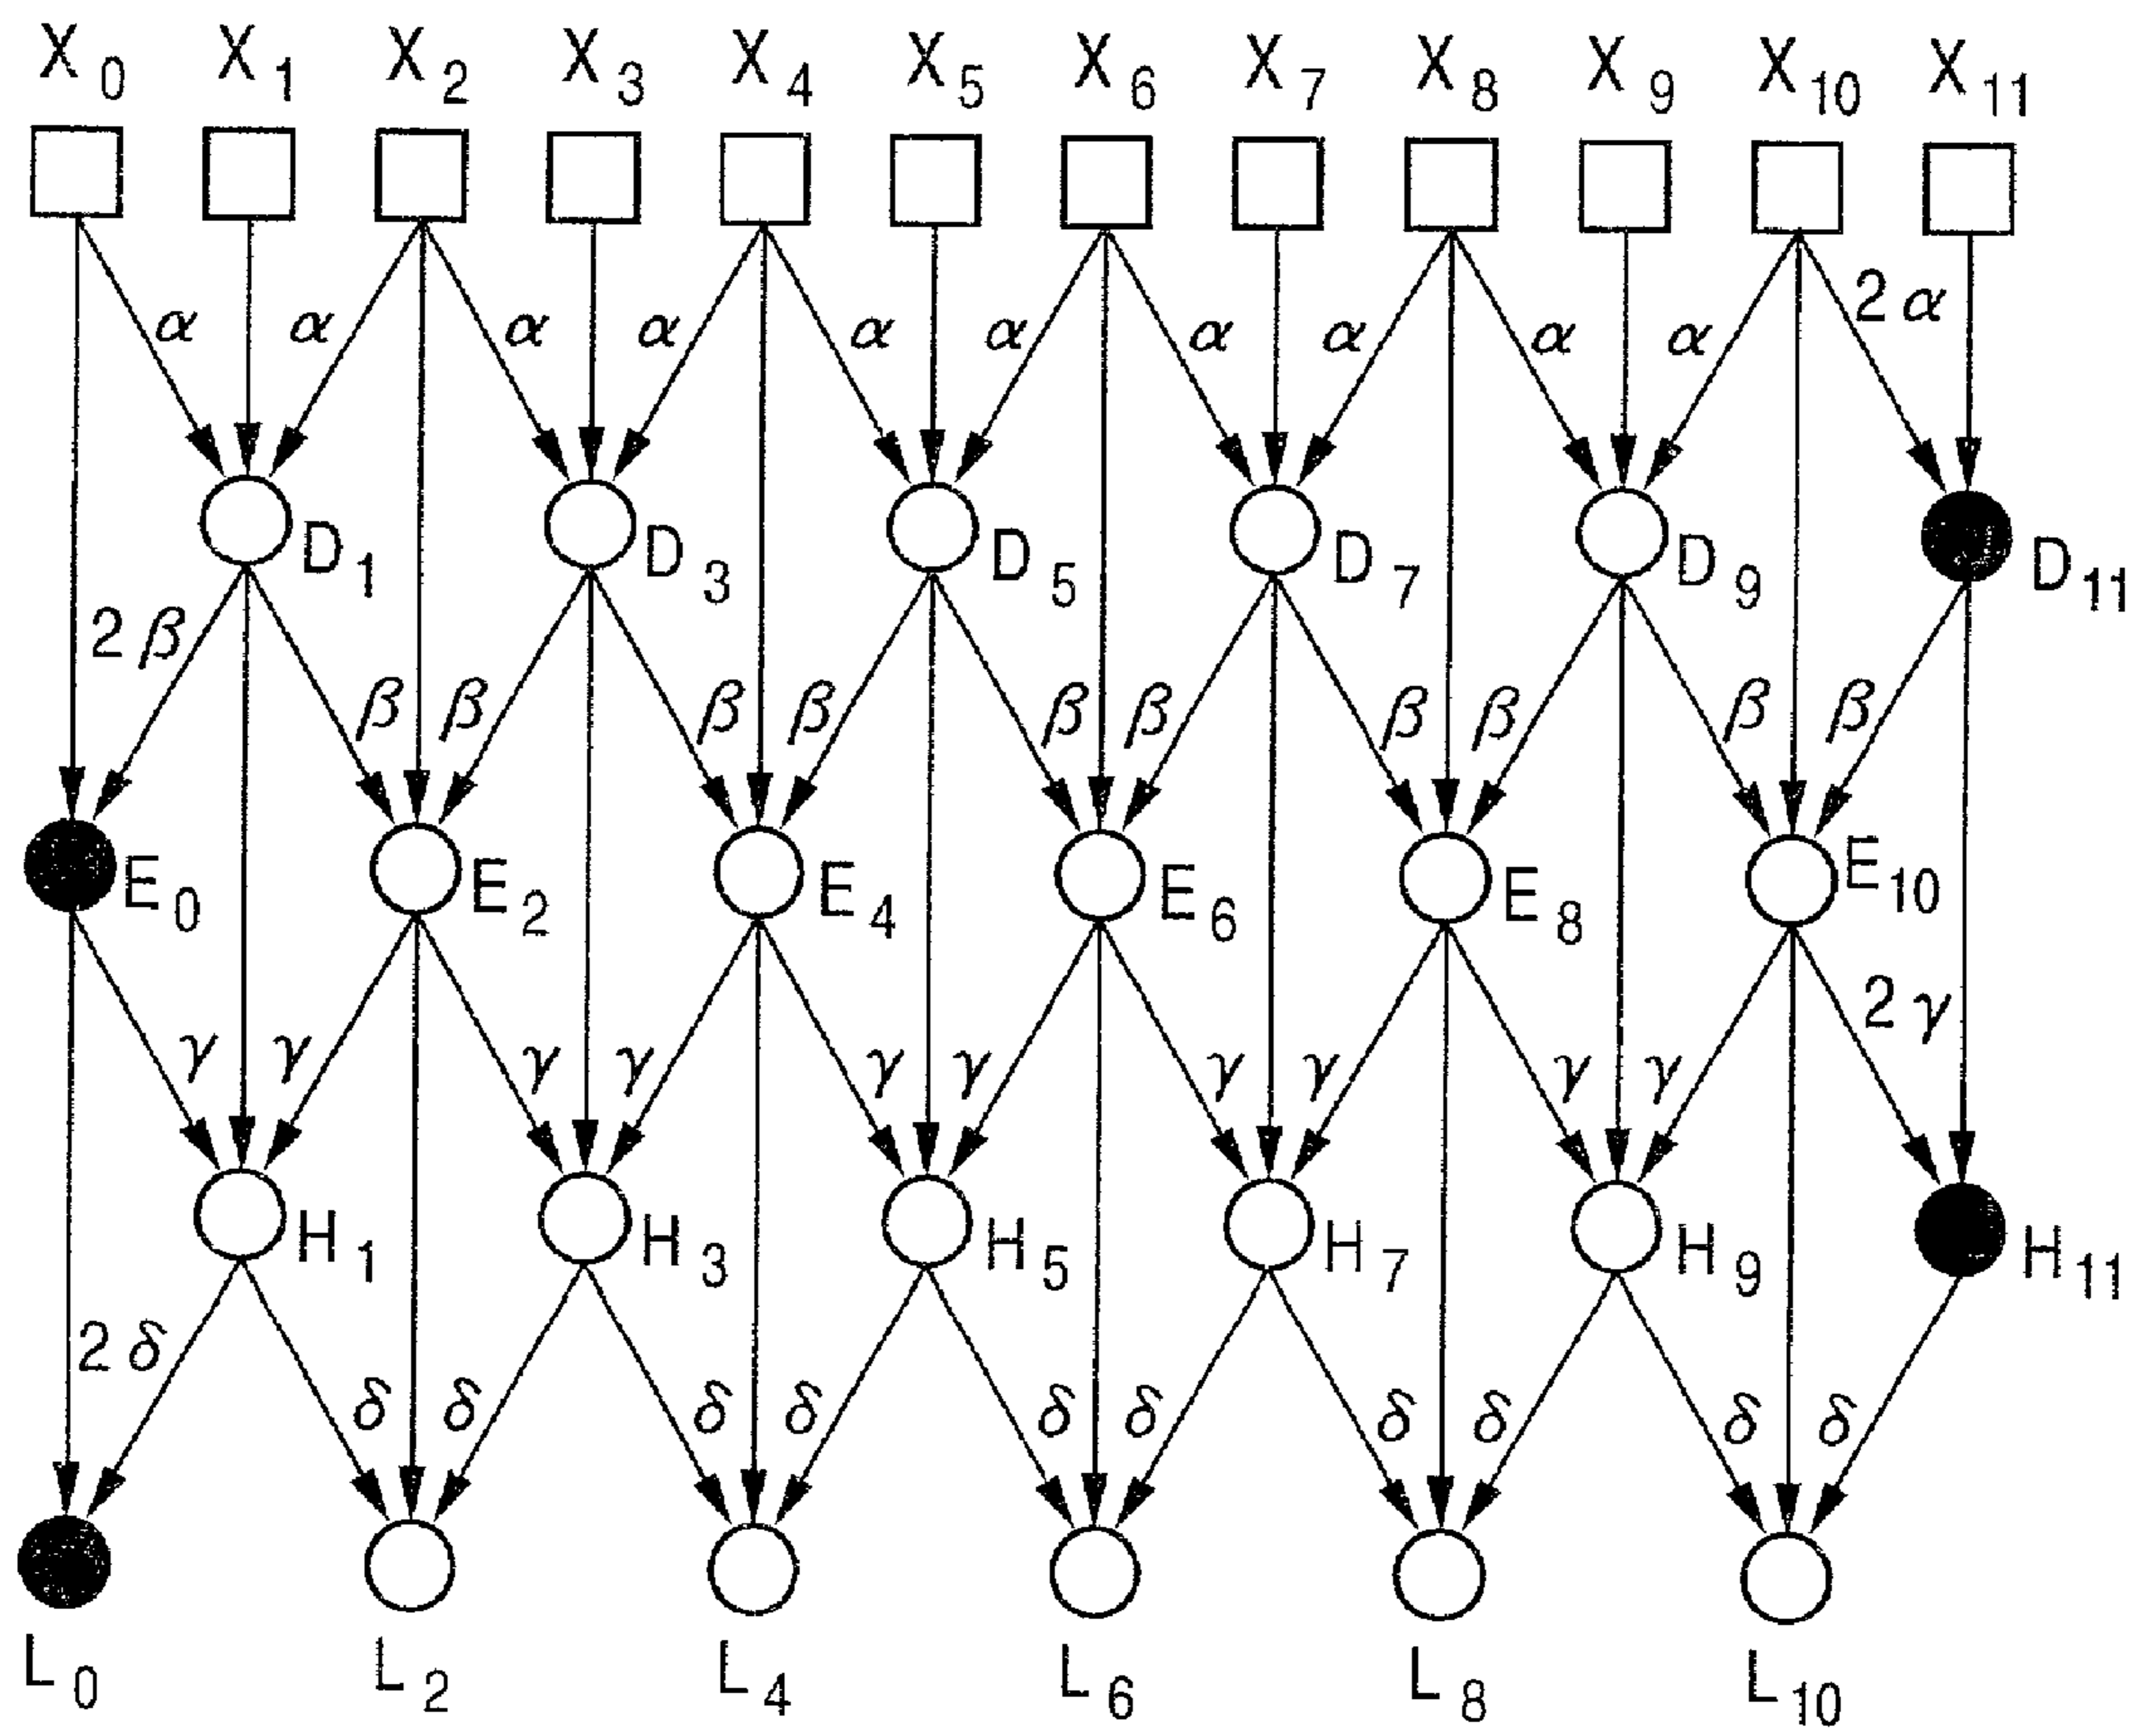 X0 X1 X2 X3 X4 X5 X6 X7 X8 X9 X10 X11
α α α α α α α α α α 2α
D1 D3 D5 D7 D9 D11
2β β β β β β β β β β β
E0 E2 E4 E6 E8 E10
γ γ γ γ γ γ γ γ γ γ 2γ
H1 H3 H5 H7 H9 H11
2δ δ δ δ δ δ δ δ δ δ δ
L0 L2 L4 L6 L8 L10